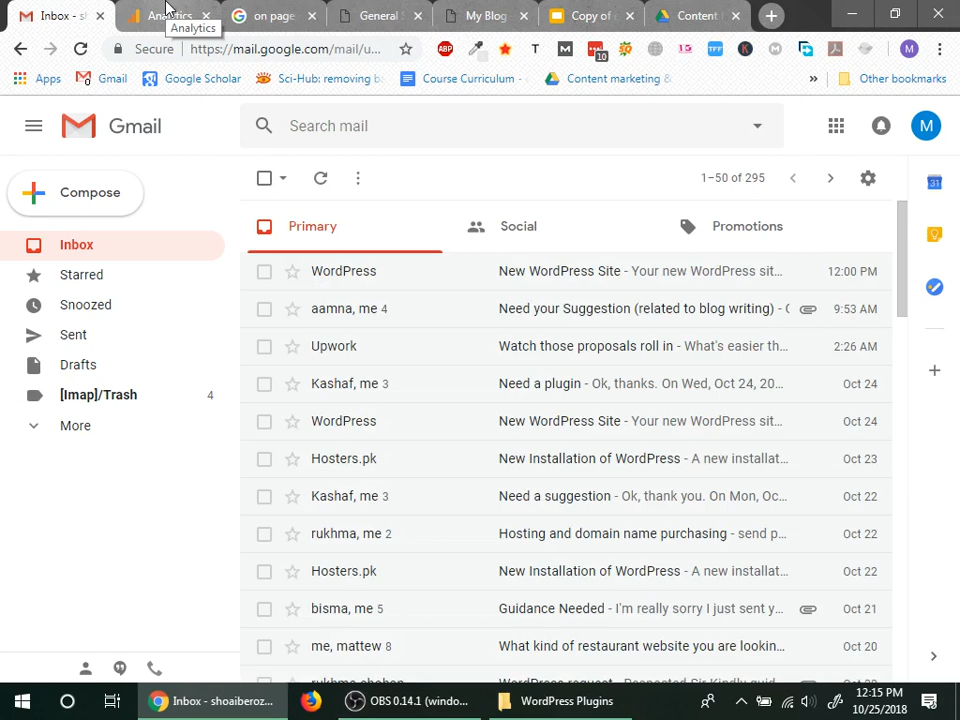 Inbox - s
Analytics
on page
General S
My Blog
Copy of
Content
Analytics
Secure
https://mail.google.com/mail/u...
ABP
T
M
10
TFF
K
M
M
Apps
Gmail
Google Scholar
Sci-Hub: removing ba
Course Curriculum -
Content marketing &
»
Other bookmarks
Gmail
Search mail
M
Compose
1–50 of 295
31
Primary
Social
Promotions
Inbox
Starred
Snoozed
Sent
Drafts
[Imap]/Trash 4
More
WordPress New WordPress Site - Your new WordPress sit... 12:00 PM
aamna, me 4 Need your Suggestion (related to blog writing) - 9:53 AM
Upwork Watch those proposals roll in - What's easier th... 2:26 AM
Kashaf, me 3 Need a plugin - Ok, thanks. On Wed, Oct 24, 20... Oct 24
WordPress New WordPress Site - Your new WordPress sit... Oct 24
Hosters.pk New Installation of WordPress - A new installat... Oct 23
Kashaf, me 3 Need a suggestion - Ok, thank you. On Mon, Oc... Oct 22
rukhma, me 2 Hosting and domain name purchasing - send p... Oct 22
Hosters.pk New Installation of WordPress - A new installat... Oct 22
bisma, me 5 Guidance Needed - I'm really sorry I just sent y... Oct 21
me, mattew 8 What kind of restaurant website you are lookin... Oct 20
Inbox - shoaiberoz...
OBS 0.14.1 (windo...
WordPress Plugins
12:15 PM
10/25/2018